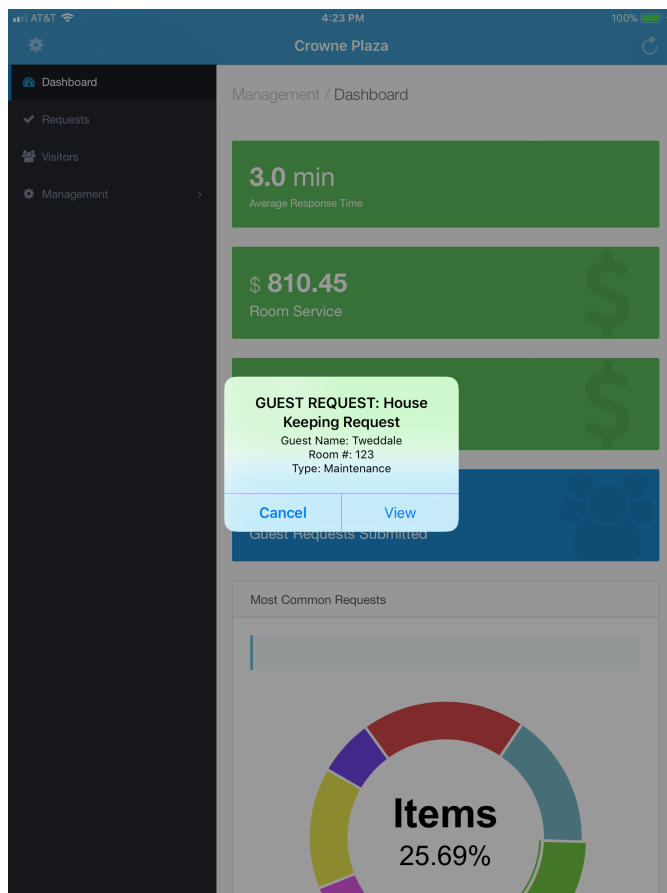 AT&T 4:23 PM 100%
Crowne Plaza
Dashboard
Requests
Visitors
Management
Management / Dashboard
3.0 min
Average Response Time
$ 810.45
Room Service
GUEST REQUEST: House
Keeping Request
Guest Name: Tweddale
Room #: 123
Type: Maintenance
Cancel View
Guest Requests Submitted
Most Common Requests
Items
25.69%